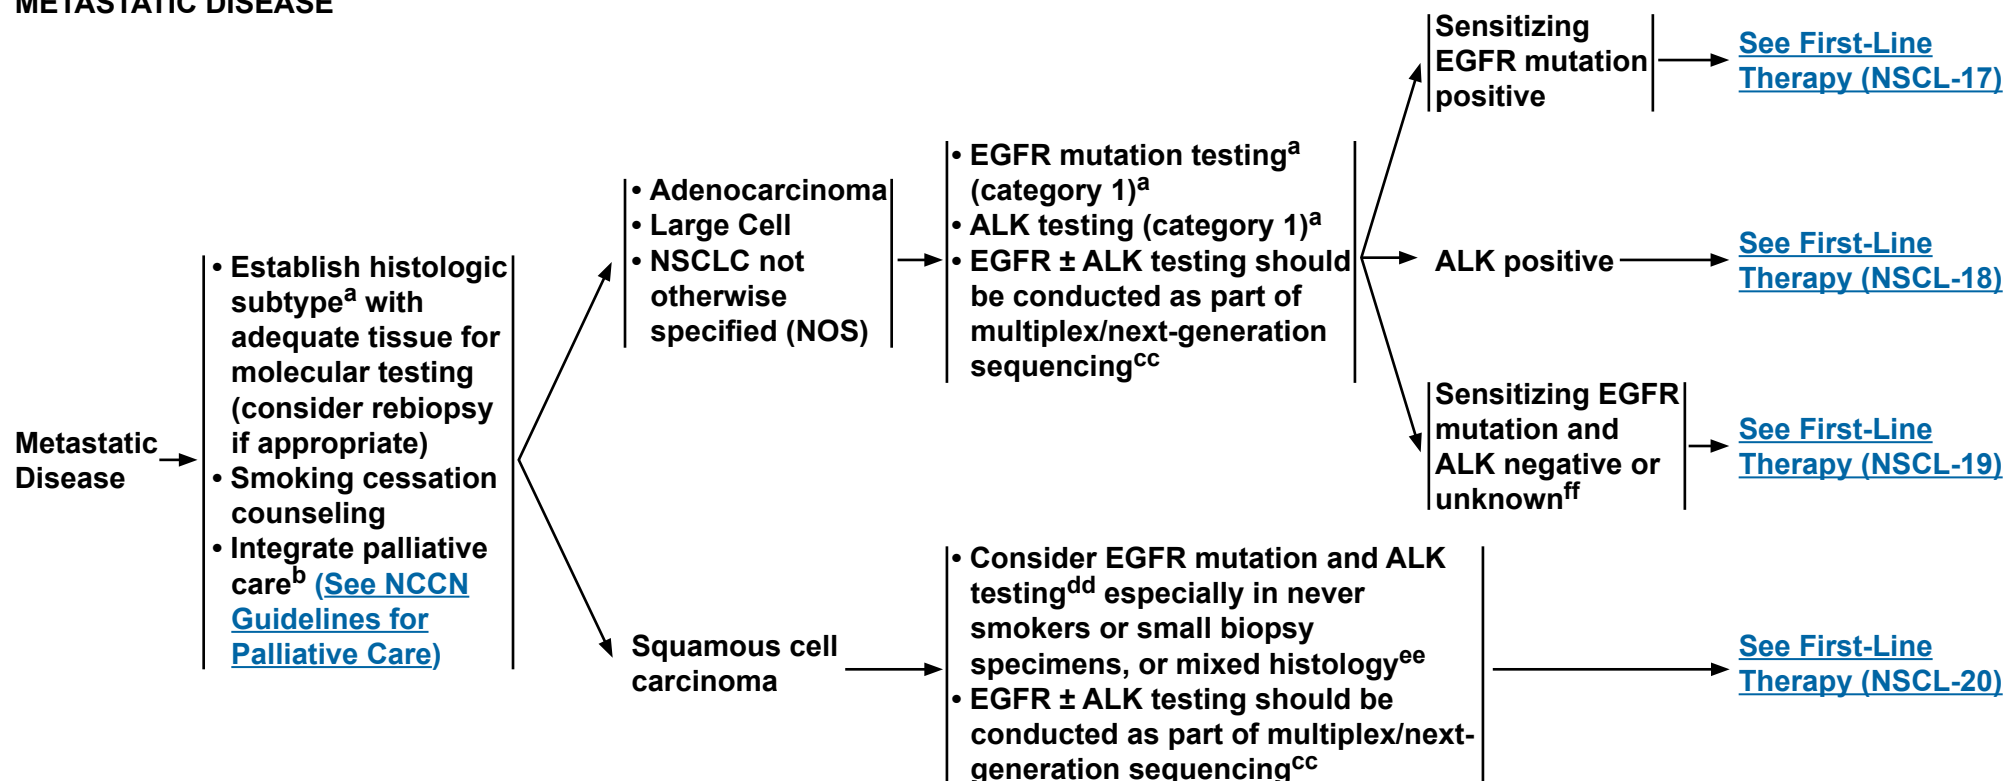 METASTATIC DISEASE
Metastatic
Disease
• Establish histologic
subtypea with
adequate tissue for
molecular testing
(consider rebiopsy
if appropriate)
• Smoking cessation
counseling
• Integrate palliative
careb (See NCCN
Guidelines for
Palliative Care)
• Adenocarcinoma
• Large Cell
• NSCLC not
otherwise
specified (NOS)
• EGFR mutation testinga
(category 1)a
• ALK testing (category 1)a
• EGFR ± ALK testing should
be conducted as part of
multiplex/next-generation
sequencingcc
Sensitizing
EGFR mutation
positive
See First-Line
Therapy (NSCL-17)
ALK positive
See First-Line
Therapy (NSCL-18)
Sensitizing EGFR
mutation and
ALK negative or
unknownff
See First-Line
Therapy (NSCL-19)
Squamous cell
carcinoma
• Consider EGFR mutation and ALK
testingdd especially in never
smokers or small biopsy
specimens, or mixed histologyee
• EGFR ± ALK testing should be
conducted as part of multiplex/next-
generation sequencingcc
See First-Line
Therapy (NSCL-20)